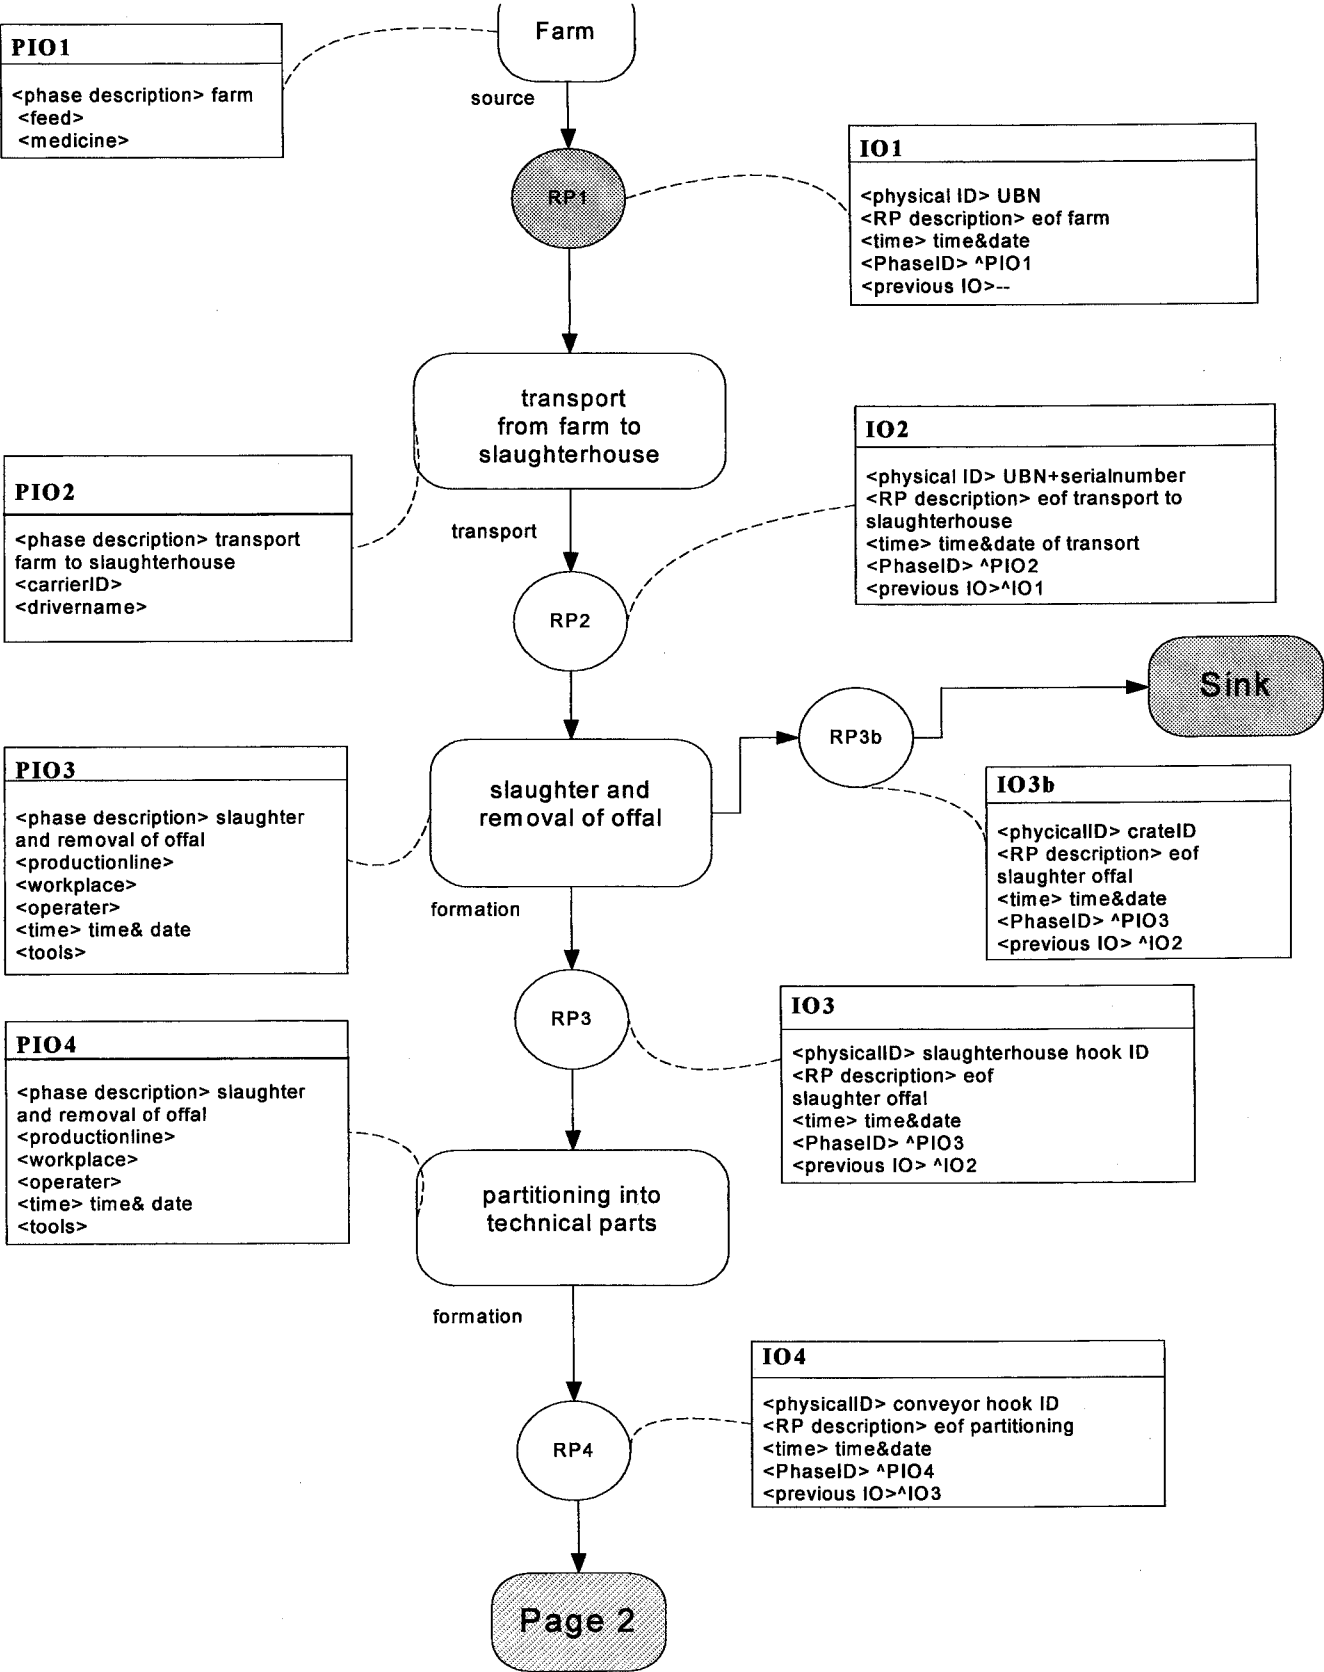 Farm
PIO1
<phase description> farm
<feed>
<medicine>
source
RP1
IO1
<physical ID> UBN
<RP description> eof farm
<time> time&date
<PhaseID> ^PIO1
<previous IO>--
transport
from farm to
slaughterhouse
IO2
<physical ID> UBN+serialnumber
<RP description> eof transport to
slaughterhouse
<time> time&date of transort
<PhaseID> ^PIO2
<previous IO>^IO1
PIO2
<phase description> transport
farm to slaughterhouse
<carrierID>
<drivername>
transport
RP2
Sink
RP3b
PIO3
<phase description> slaughter
and removal of offal
<productionline>
<workplace>
<operater>
<time> time& date
<tools>
slaughter and
removal of offal
IO3b
<phycicalID> crateID
<RP description> eof
slaughter offal
<time> time&date
<PhaseID> ^PIO3
<previous IO> ^IO2
formation
RP3
IO3
<physicalID> slaughterhouse hook ID
<RP description> eof
slaughter offal
<time> time&date
<PhaseID> ^PIO3
<previous IO> ^IO2
PIO4
<phase description> slaughter
and removal of offal
<productionline>
<workplace>
<operater>
<time> time& date
<tools>
partitioning into
technical parts
formation
IO4
<physicalID> conveyor hook ID
<RP description> eof partitioning
<time> time&date
<PhaseID> ^PIO4
<previous IO>^IO3
RP4
Page 2